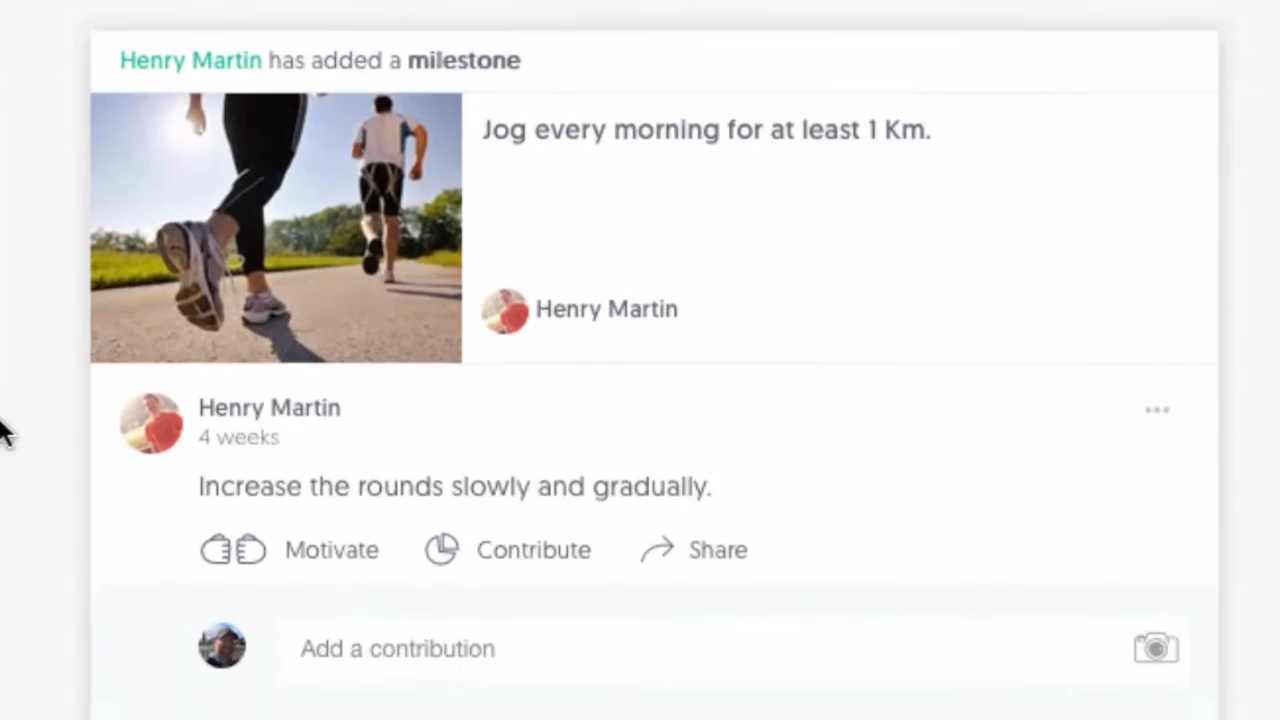 Henry Martin has added a milestone
Jog every morning for at least 1 Km.
Henry Martin
Henry Martin
4 weeks
Increase the rounds slowly and gradually.
Motivate Contribute Share
Add a contribution